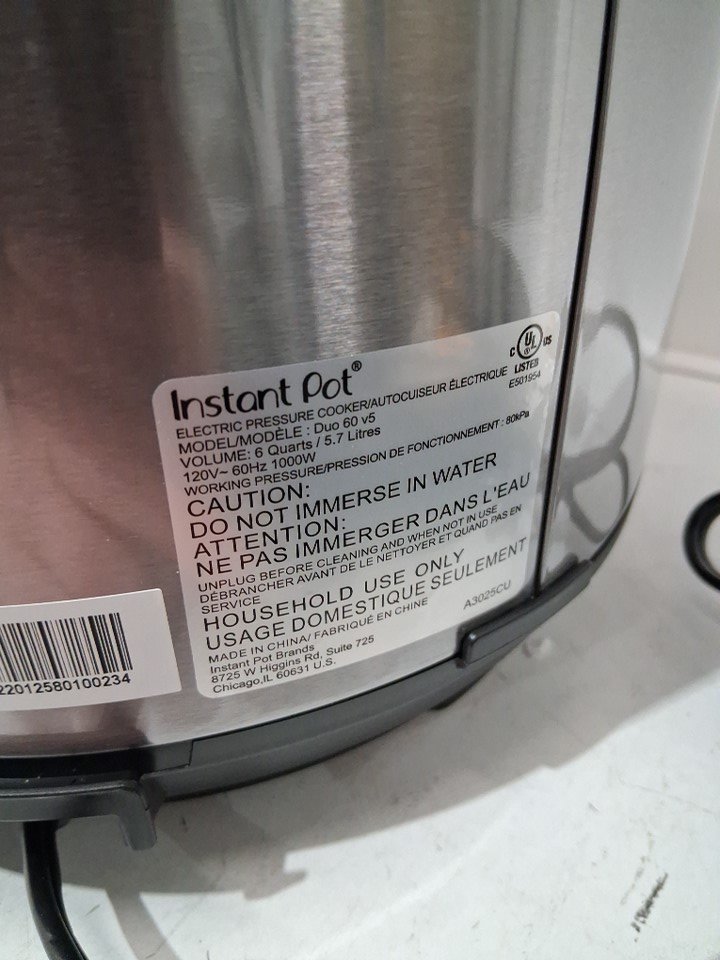 Instant Pot®
C UL US
®
LISTED
E501954
ELECTRIC PRESSURE COOKER/AUTOCUISEUR ÉLECTRIQUE
MODEL/MODÈLE : Duo 60 v5
VOLUME: 6 Quarts / 5.7 Litres
120V~ 60Hz 1000W
WORKING PRESSURE/PRESSION DE FONCTIONNEMENT : 80kPa
CAUTION:
DO NOT IMMERSE IN WATER
ATTENTION:
NE PAS IMMERGER DANS L'EAU
UNPLUG BEFORE CLEANING AND WHEN NOT IN USE
DÉBRANCHER AVANT DE LE NETTOYER ET QUAND PAS EN
SERVICE
HOUSEHOLD USE ONLY
USAGE DOMESTIQUE SEULEMENT
MADE IN CHINA/ FABRIQUÉ EN CHINE
A3025CU
Instant Pot Brands
8725 W Higgins Rd, Suite 725
Chicago,IL 60631 U.S.
22012580100234